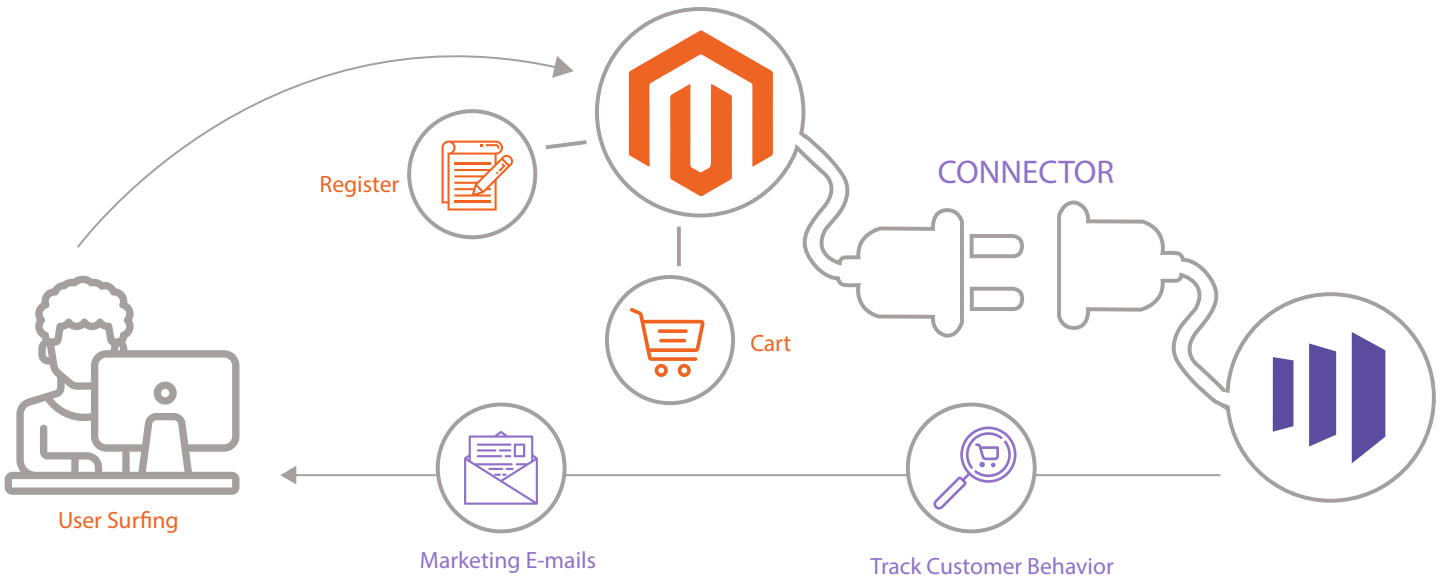 CONNECTOR
Register
Cart
User Surfing
Marketing E-mails
Track Customer Behavior